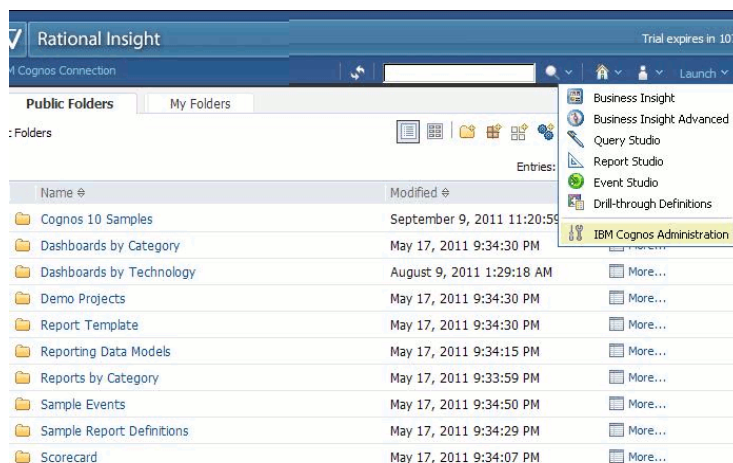 Rational Insight
Trial expires in 10
Cognos Connection
Launch
Public Folders
My Folders
Folders
Entries:
Business Insight
Business Insight Advanced
Query Studio
Report Studio
Event Studio
Drill-through Definitions
IBM Cognos Administration
Name
Modified
Cognos 10 Samples
September 9, 2011 11:20:59
Dashboards by Category
May 17, 2011 9:34:30 PM
More...
Dashboards by Technology
August 9, 2011 1:29:18 AM
More...
Demo Projects
May 17, 2011 9:34:30 PM
More...
Report Template
May 17, 2011 9:34:30 PM
More...
Reporting Data Models
May 17, 2011 9:34:15 PM
More...
Reports by Category
May 17, 2011 9:33:59 PM
More...
Sample Events
May 17, 2011 9:34:50 PM
More...
Sample Report Definitions
May 17, 2011 9:34:29 PM
More...
Scorecard
May 17, 2011 9:34:07 PM
More...